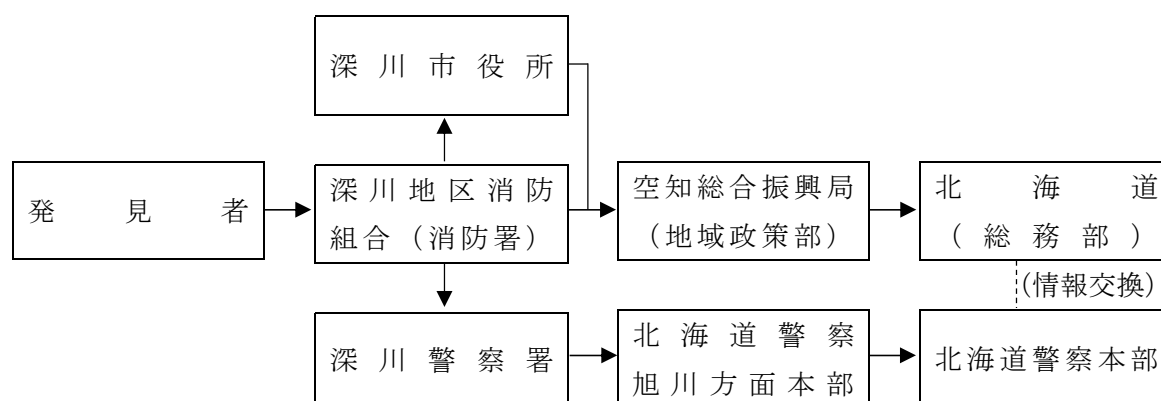 深川市役所
発見者
深川地区消防
組合（消防署）
空知総合振興局
（地域政策部）
北海道
（総務部）
（情報交換）
深川警察署
北海道警察
旭川方面本部
北海道警察本部